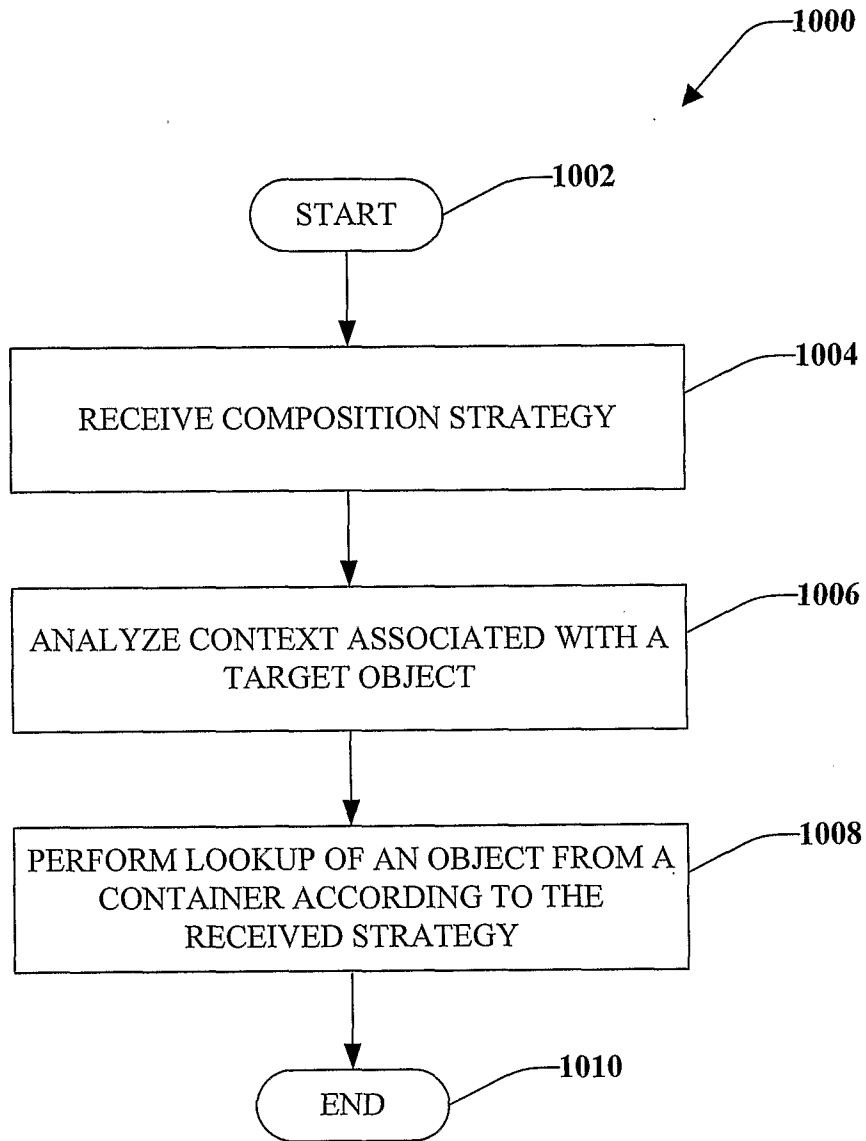 1000
1002
START
1004
RECEIVE COMPOSITION STRATEGY
1006
ANALYZE CONTEXT ASSOCIATED WITH A
TARGET OBJECT
1008
PERFORM LOOKUP OF AN OBJECT FROM A
CONTAINER ACCORDING TO THE
RECEIVED STRATEGY
1010
END